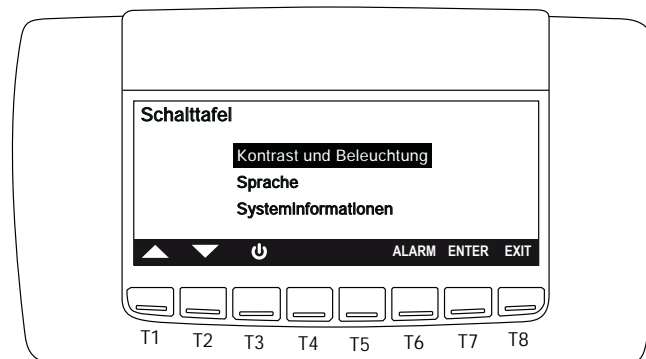 Schalttafel
Kontrast und Beleuchtung
Sprache
Systeminformationen
ALARM ENTER EXIT
T1 T2 T3 T4 T5 T6 T7 T8